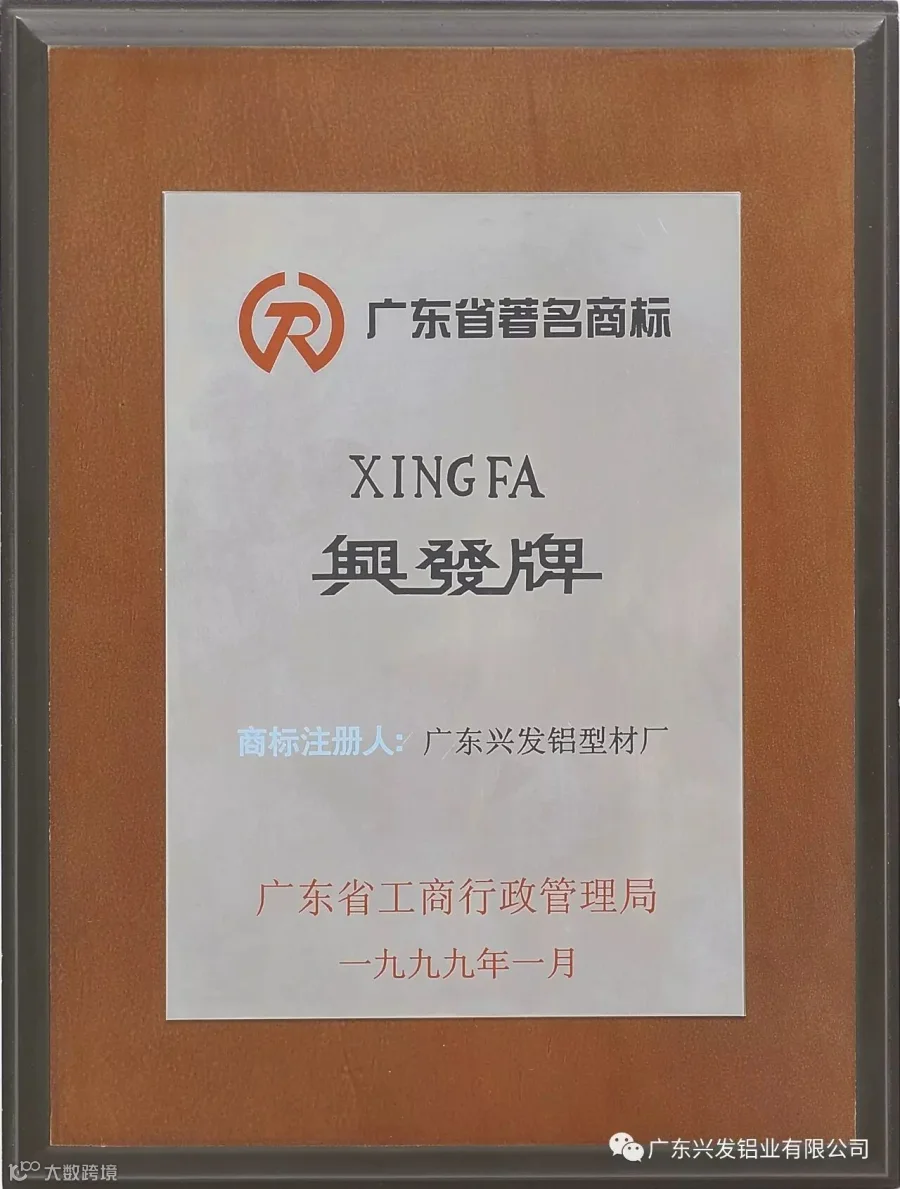 R
广东省著名商标
XINGFA
興發牌
商标注册人: 广东兴发铝型材厂
广东省工商行政管理局
一九九九年一月
广东兴发铝业有限公司
大数跨境